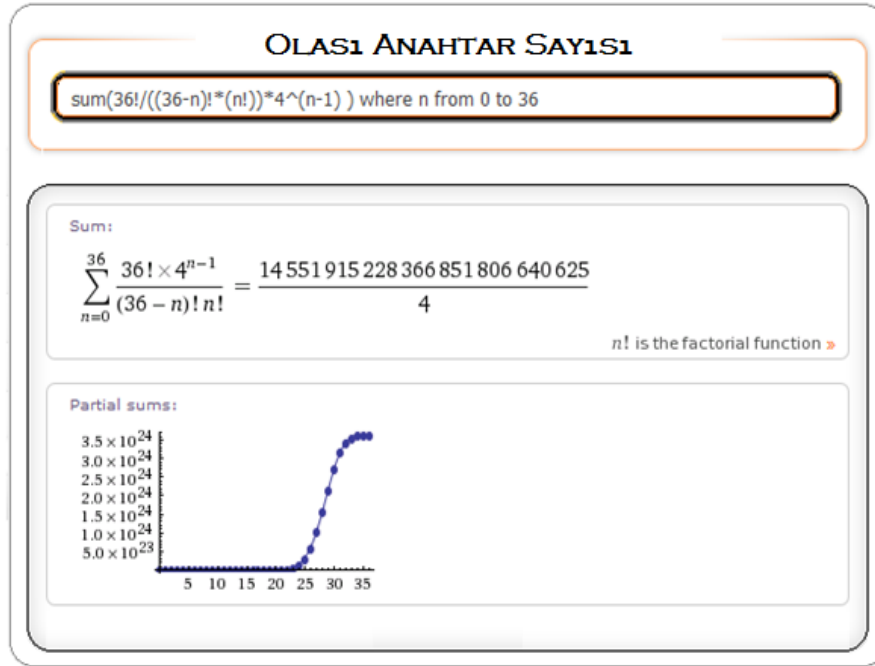 Olası Anahtar Sayısı
sum(36!/((36-n)!*(n!))*4^(n-1) ) where n from 0 to 36
Sum:
∑_{n=0}^{36} (36! × 4^{n−1})/((36 − n)! n!) = 14 551 915 228 366 851 806 640 625/4
n! is the factorial function »
Partial sums:
3.5 × 10^24
3.0 × 10^24
2.5 × 10^24
2.0 × 10^24
1.5 × 10^24
1.0 × 10^24
5.0 × 10^23
5 10 15 20 25 30 35